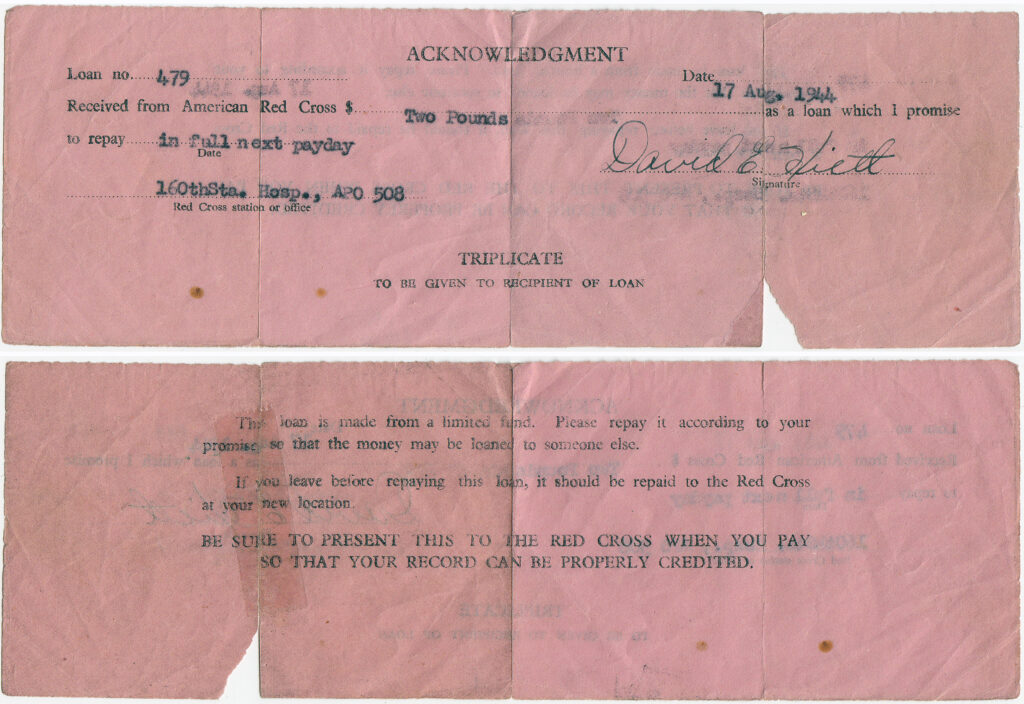 ACKNOWLEDGMENT
Loan no. 479 Date 17 Aug. 1944
Received from American Red Cross $ Two Pounds as a loan which I promise
to repay in full next payday David E. Hiett
Date Signature
160thSta. Hosp., APO 508
Red Cross station or office
TRIPLICATE
TO BE GIVEN TO RECIPIENT OF LOAN
This loan is made from a limited fund. Please repay it according to your
promise so that the money may be loaned to someone else.
If you leave before repaying this loan, it should be repaid to the Red Cross
at your new location.
BE SURE TO PRESENT THIS TO THE RED CROSS WHEN YOU PAY
SO THAT YOUR RECORD CAN BE PROPERLY CREDITED.